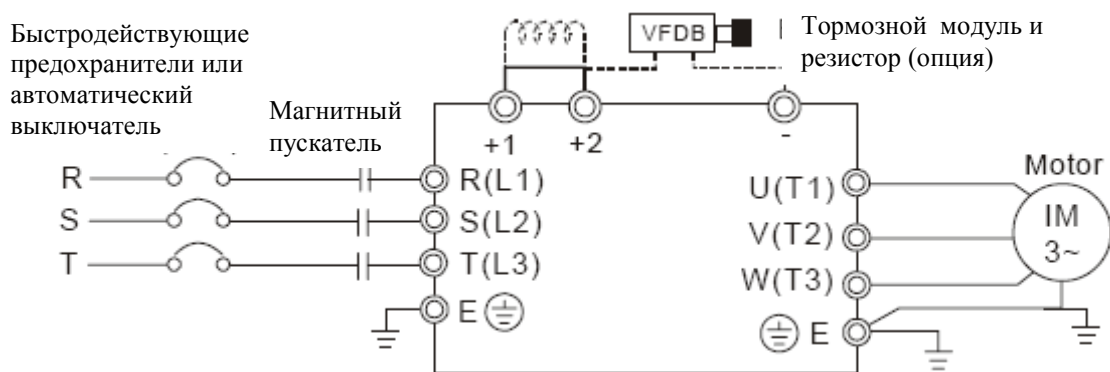 Быстродействующие
предохранители или
автоматический
выключатель
Магнитный
пускатель
VFDB
Тормозной модуль и
резистор (опция)
+1
+2
-
R
R(L1)
S
S(L2)
T
T(L3)
E
U(T1)
V(T2)
W(T3)
E
Motor
IM
3~